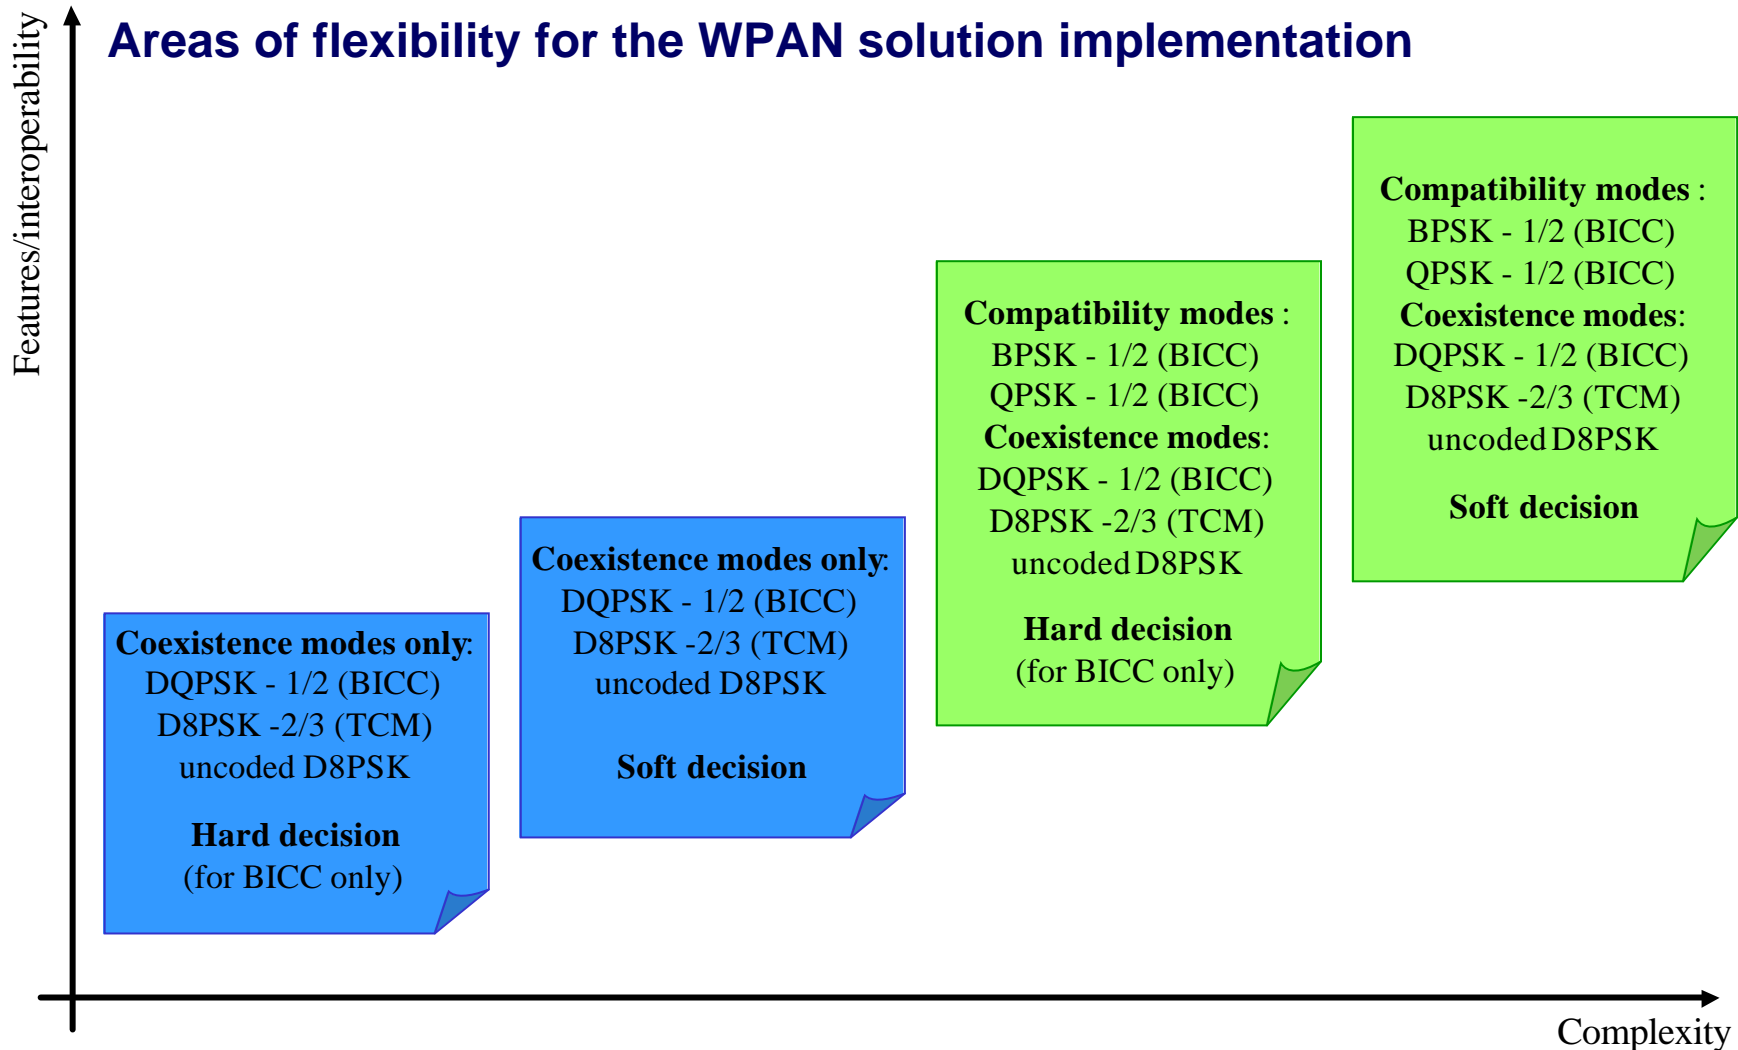 Areas of flexibility for the WPAN solution implementation
Features/interoperability
Coexistence modes only:
DQPSK - 1/2 (BICC)
D8PSK -2/3 (TCM)
uncoded D8PSK
Hard decision
(for BICC only)
Coexistence modes only:
DQPSK - 1/2 (BICC)
D8PSK -2/3 (TCM)
uncoded D8PSK
Soft decision
Compatibility modes :
BPSK - 1/2 (BICC)
QPSK - 1/2 (BICC)
Coexistence modes:
DQPSK - 1/2 (BICC)
D8PSK -2/3 (TCM)
uncoded D8PSK
Hard decision
(for BICC only)
Compatibility modes :
BPSK - 1/2 (BICC)
QPSK - 1/2 (BICC)
Coexistence modes:
DQPSK - 1/2 (BICC)
D8PSK -2/3 (TCM)
uncoded D8PSK
Soft decision
Complexity